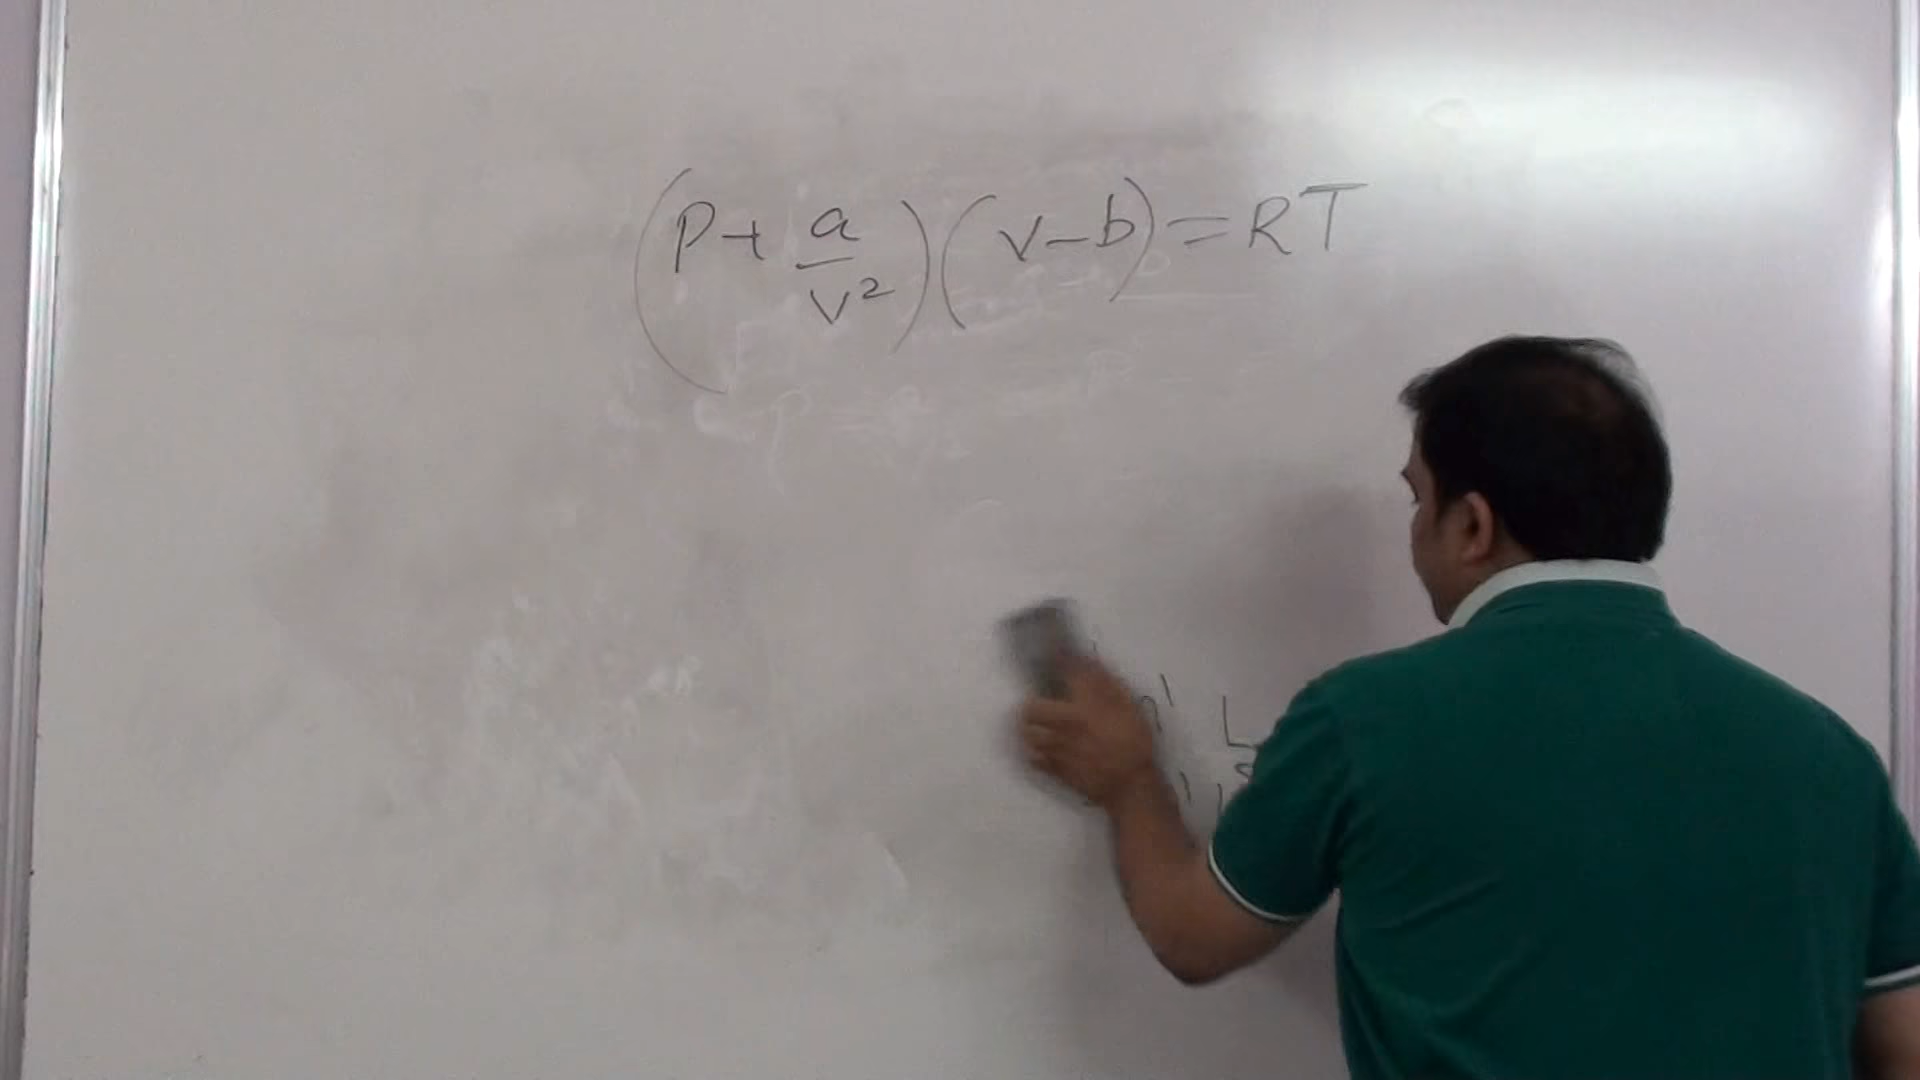 (P + a/v²)(v - b) = RT